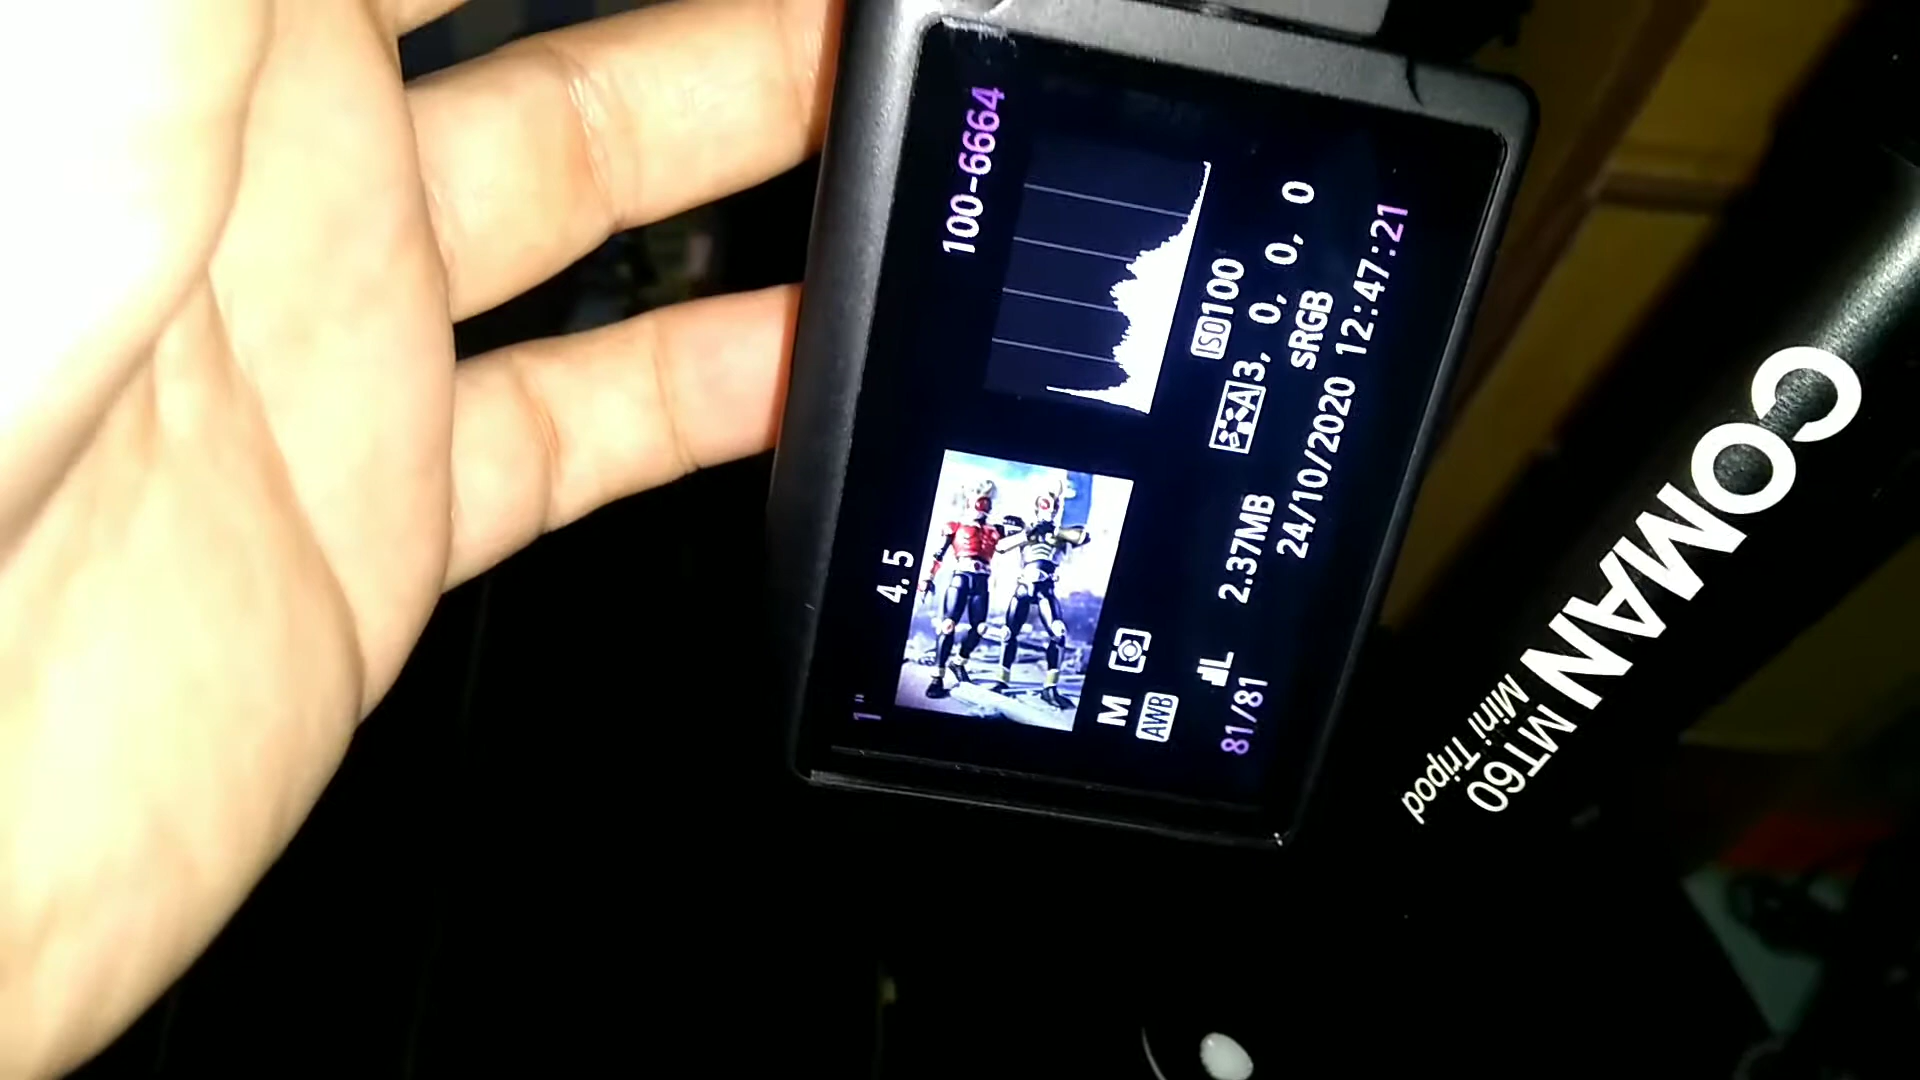 1" 4.5 100-6664
M
AWB ISO100
A 3, 0, 0, 0
L 2.37MB sRGB
81/81 24/10/2020 12:47:21
COMAN
MT60
Mini Tripod